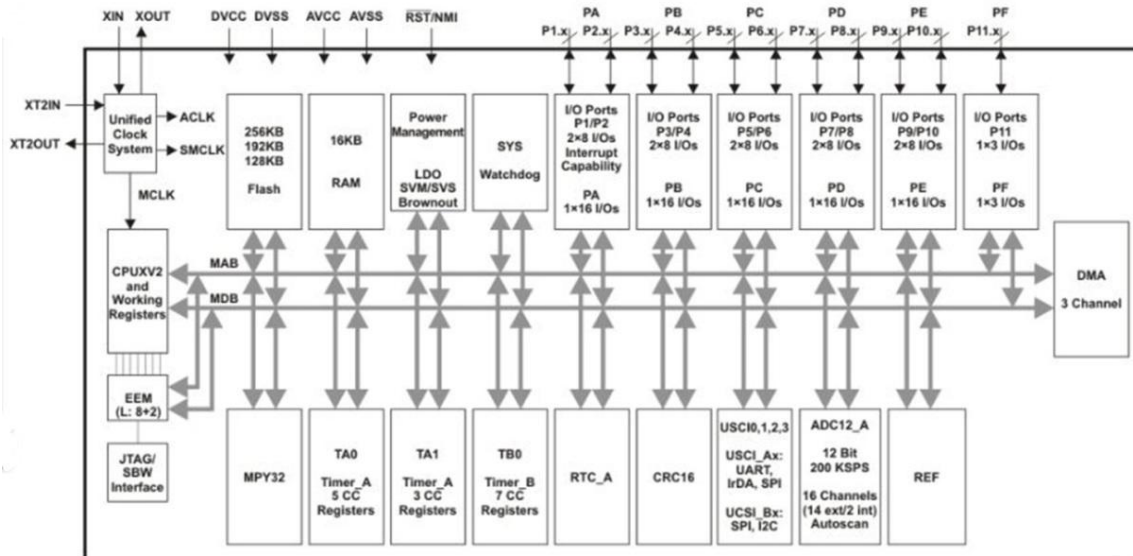 XIN XOUT DVCC DVSS AVCC AVSS RST/NMI
PA PB PC PD PE PF
P1.x P2.x P3.x P4.x P5.x P6.x P7.x P8.x P9.x P10.x P11.x
XT2IN
XT2OUT
Unified
Clock
System
ACLK
SMCLK
MCLK
256KB
192KB
128KB
Flash
16KB
RAM
Power
Management
LDO
SVM/SVS
Brownout
SYS
Watchdog
I/O Ports
P1/P2
2×8 I/Os
Interrupt
Capability
PA
1×16 I/Os
I/O Ports
P3/P4
2×8 I/Os
PB
1×16 I/Os
I/O Ports
P5/P6
2×8 I/Os
PC
1×16 I/Os
I/O Ports
P7/P8
2×8 I/Os
PD
1×16 I/Os
I/O Ports
P9/P10
2×8 I/Os
PE
1×16 I/Os
I/O Ports
P11
1×3 I/Os
PF
1×3 I/Os
CPUXV2
and
Working
Registers
MAB
MDB
DMA
3 Channel
EEM
(L: 8+2)
JTAG/
SBW
Interface
MPY32
TA0
Timer_A
5 CC
Registers
TA1
Timer_A
3 CC
Registers
TB0
Timer_B
7 CC
Registers
RTC_A
CRC16
USCI0,1,2,3
USCI_Ax:
UART,
IrDA, SPI
UCSI_Bx:
SPI, I2C
ADC12_A
12 Bit
200 KSPS
16 Channels
(14 ext/2 int)
Autoscan
REF